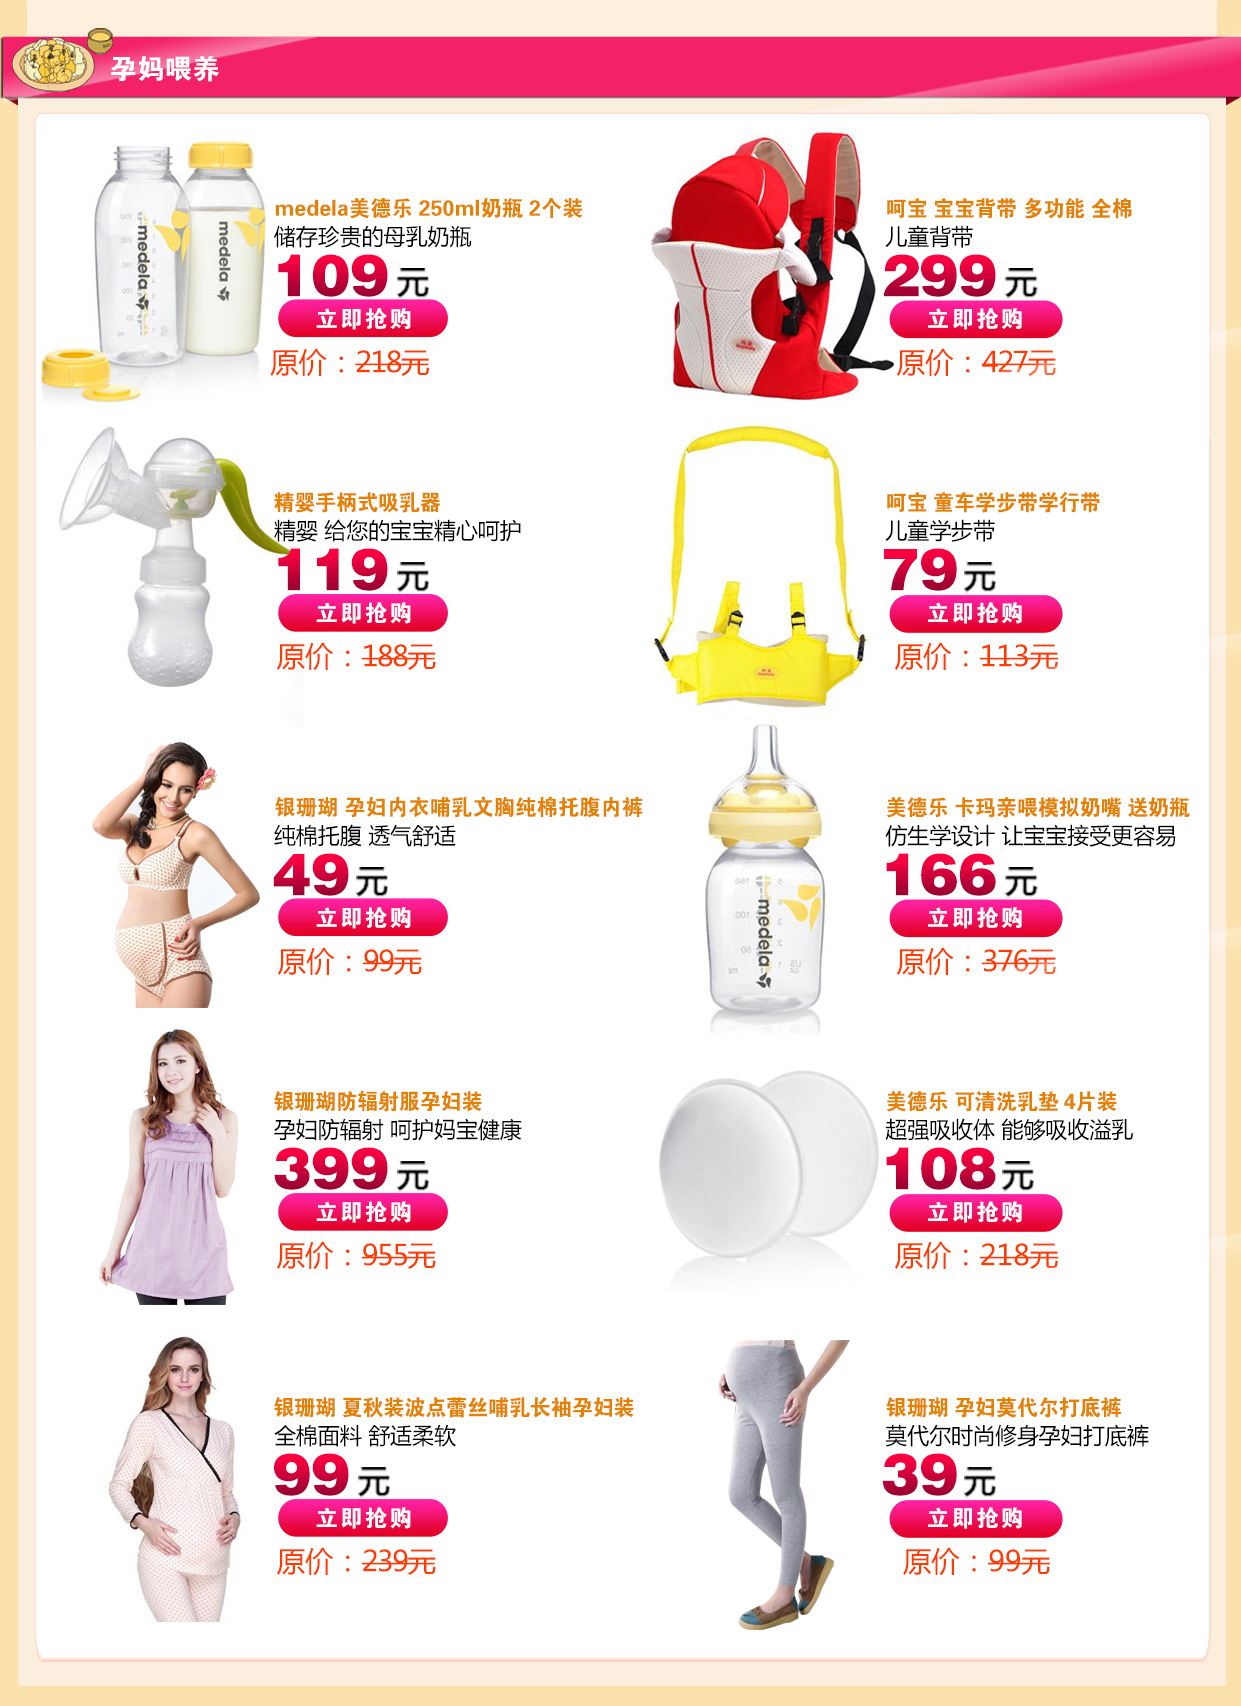 孕妈喂养
medela美德乐 250ml奶瓶 2个装
储存珍贵的母乳奶瓶
109元
立即抢购
原价：218元
medela
medela
呵宝 宝宝背带 多功能 全棉
儿童背带
299元
立即抢购
原价：427元
精婴手柄式吸乳器
精婴 给您的宝宝精心呵护
119元
立即抢购
原价：188元
呵宝 童车学步带学行带
儿童学步带
79元
立即抢购
原价：113元
银珊瑚 孕妇内衣哺乳文胸纯棉托腹内裤
纯棉托腹 透气舒适
49元
立即抢购
原价：99元
美德乐 卡玛亲喂模拟奶嘴 送奶瓶
仿生学设计 让宝宝接受更容易
166元
立即抢购
原价：376元
medela
银珊瑚防辐射服孕妇装
孕妇防辐射 呵护妈宝健康
399元
立即抢购
原价：955元
美德乐 可清洗乳垫 4片装
超强吸收体 能够吸收溢乳
108元
立即抢购
原价：218元
银珊瑚 夏秋装波点蕾丝哺乳长袖孕妇装
全棉面料 舒适柔软
99元
立即抢购
原价：239元
银珊瑚 孕妇莫代尔打底裤
莫代尔时尚修身孕妇打底裤
39元
立即抢购
原价：99元